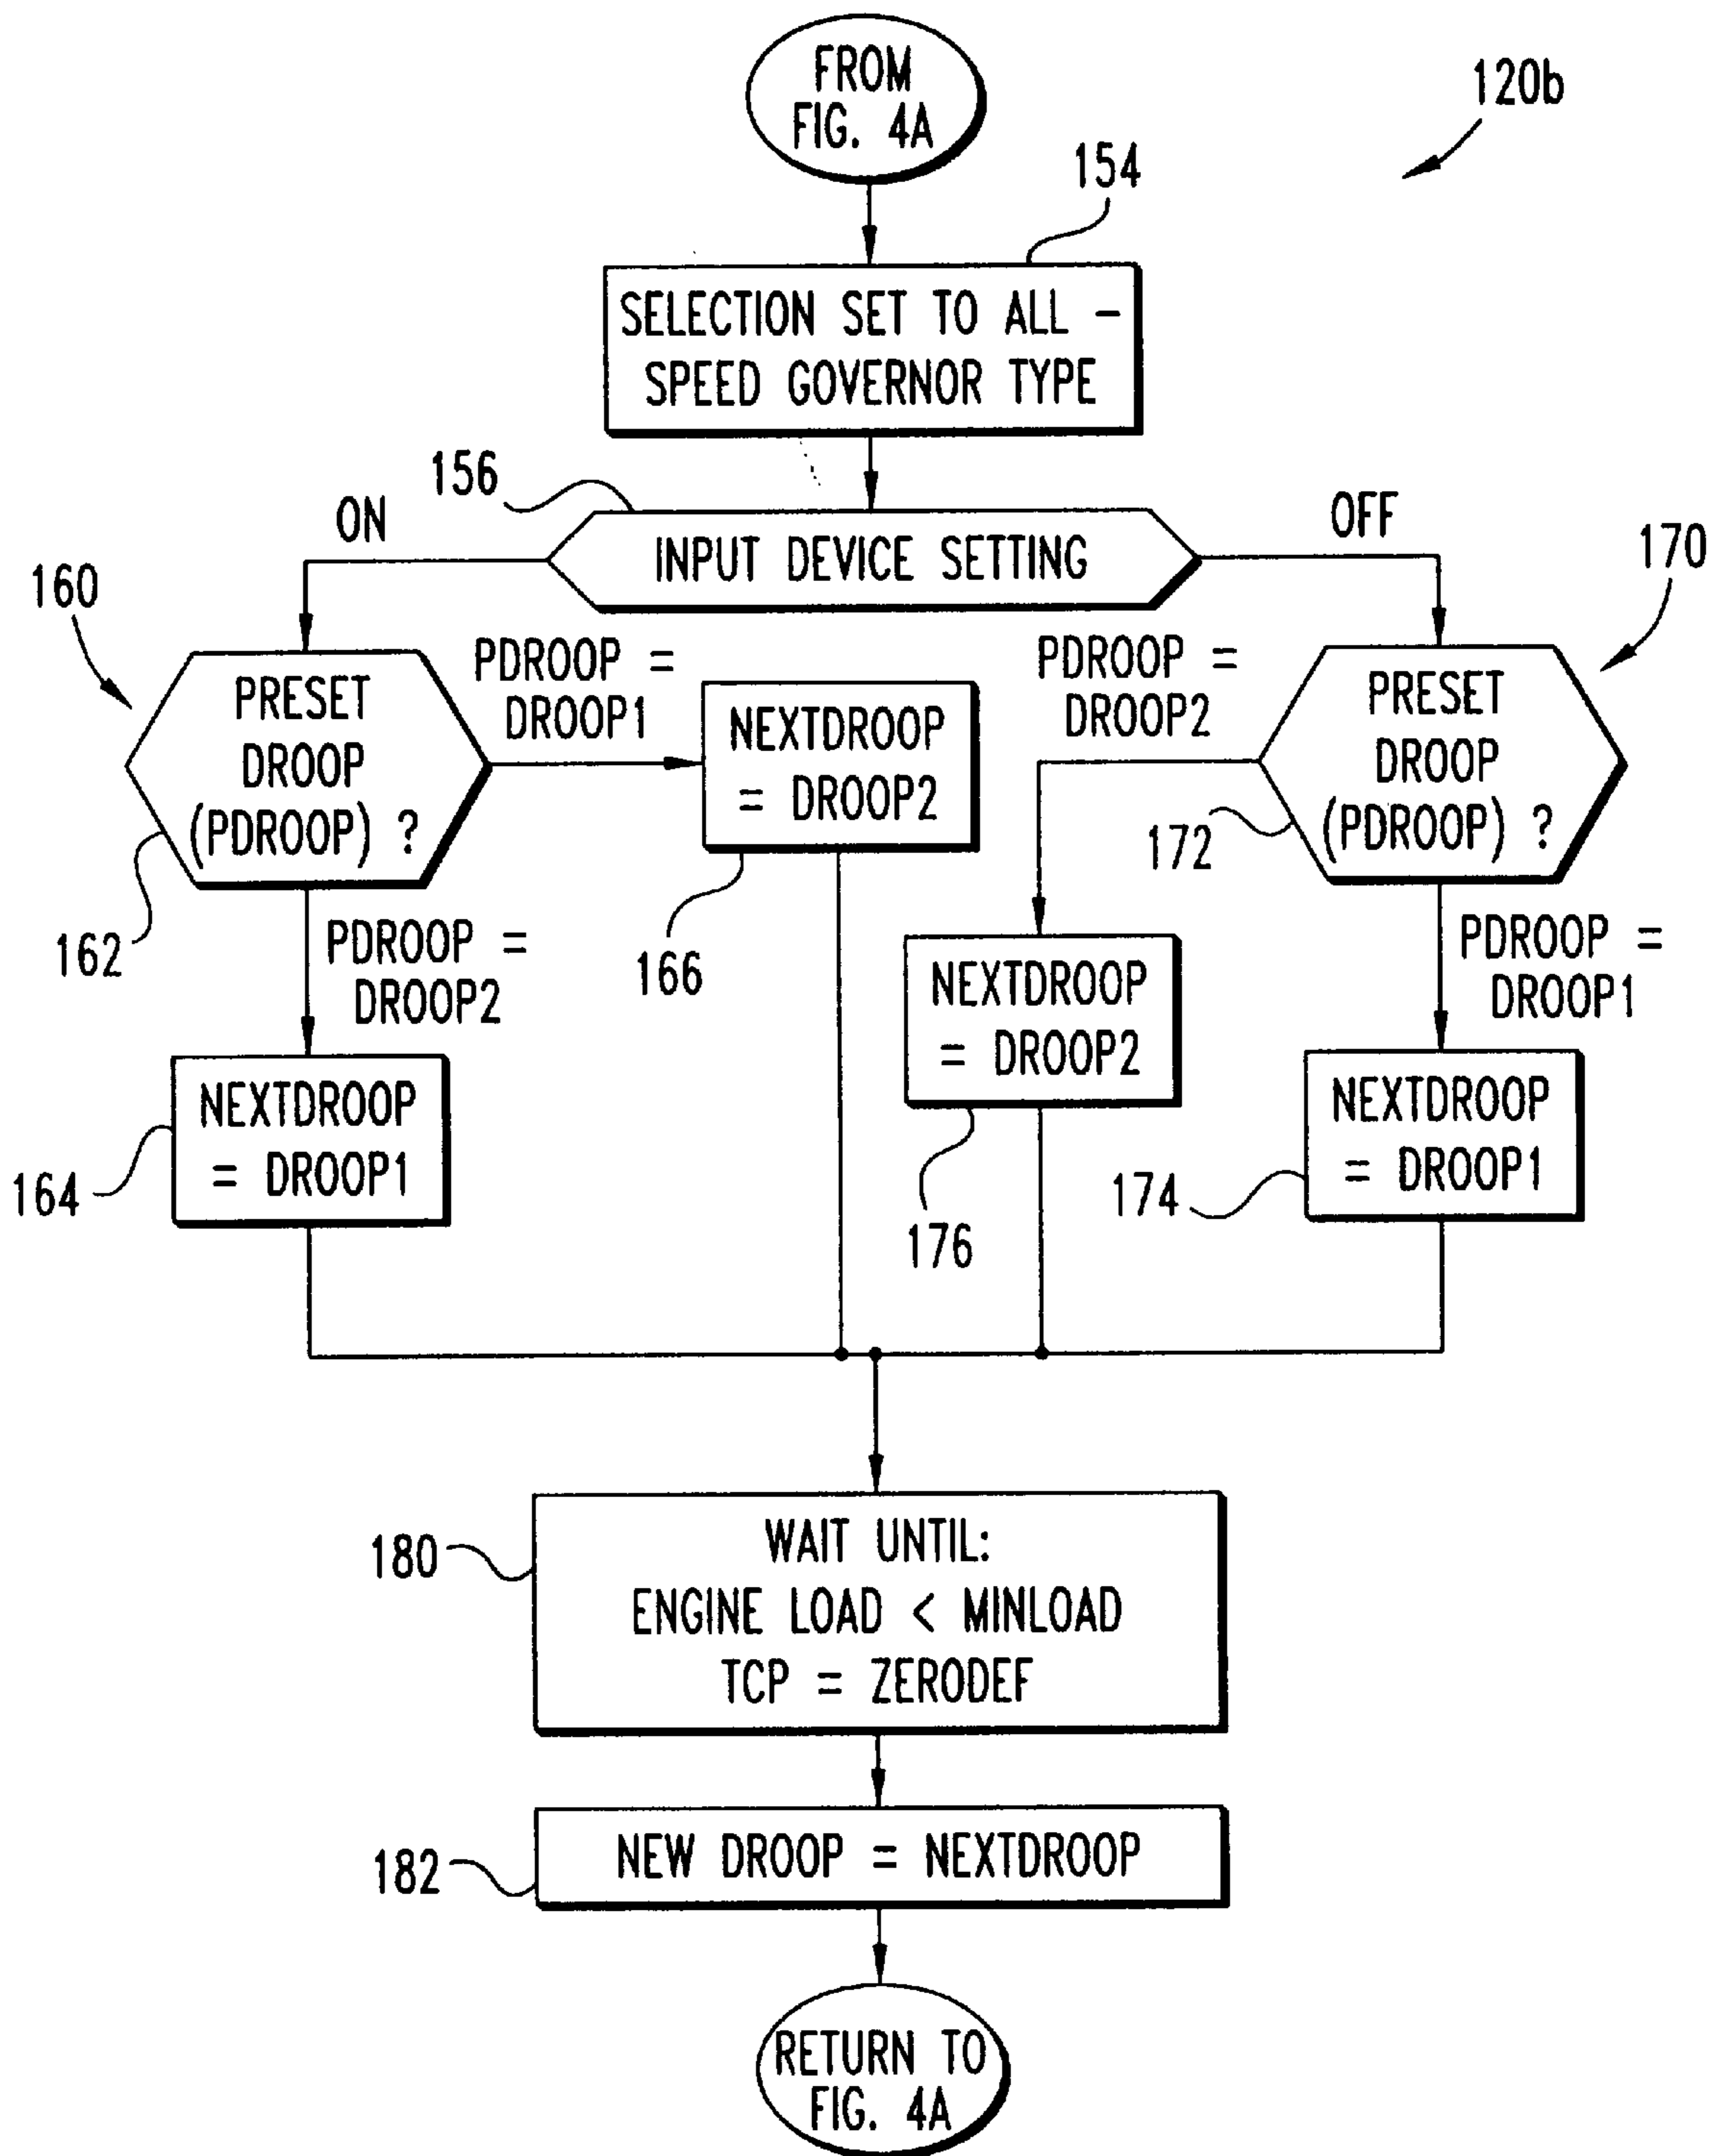 FROM
FIG. 4A
120b
154
SELECTION SET TO ALL –
SPEED GOVERNOR TYPE
156
ON
INPUT DEVICE SETTING
OFF
160
170
PRESET
DROOP
(PDROOP) ?
162
PDROOP =
DROOP1
NEXTDROOP
= DROOP2
166
PDROOP =
DROOP2
PRESET
DROOP
(PDROOP) ?
172
PDROOP =
DROOP2
NEXTDROOP
= DROOP1
164
NEXTDROOP
= DROOP2
176
PDROOP =
DROOP1
NEXTDROOP
= DROOP1
174
180
WAIT UNTIL:
ENGINE LOAD < MINLOAD
TCP = ZERODEF
182
NEW DROOP = NEXTDROOP
RETURN TO
FIG. 4A